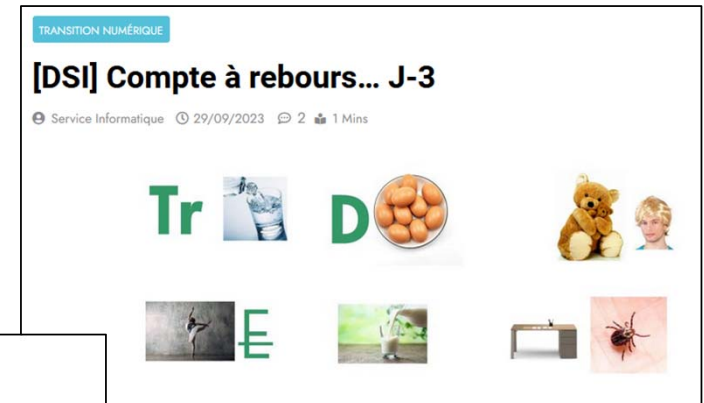 TRANSITION NUMÉRIQUE
[DSI] Compte à rebours... J-3
Service Informatique 29/09/2023 2 1 Mins
Tr D
E